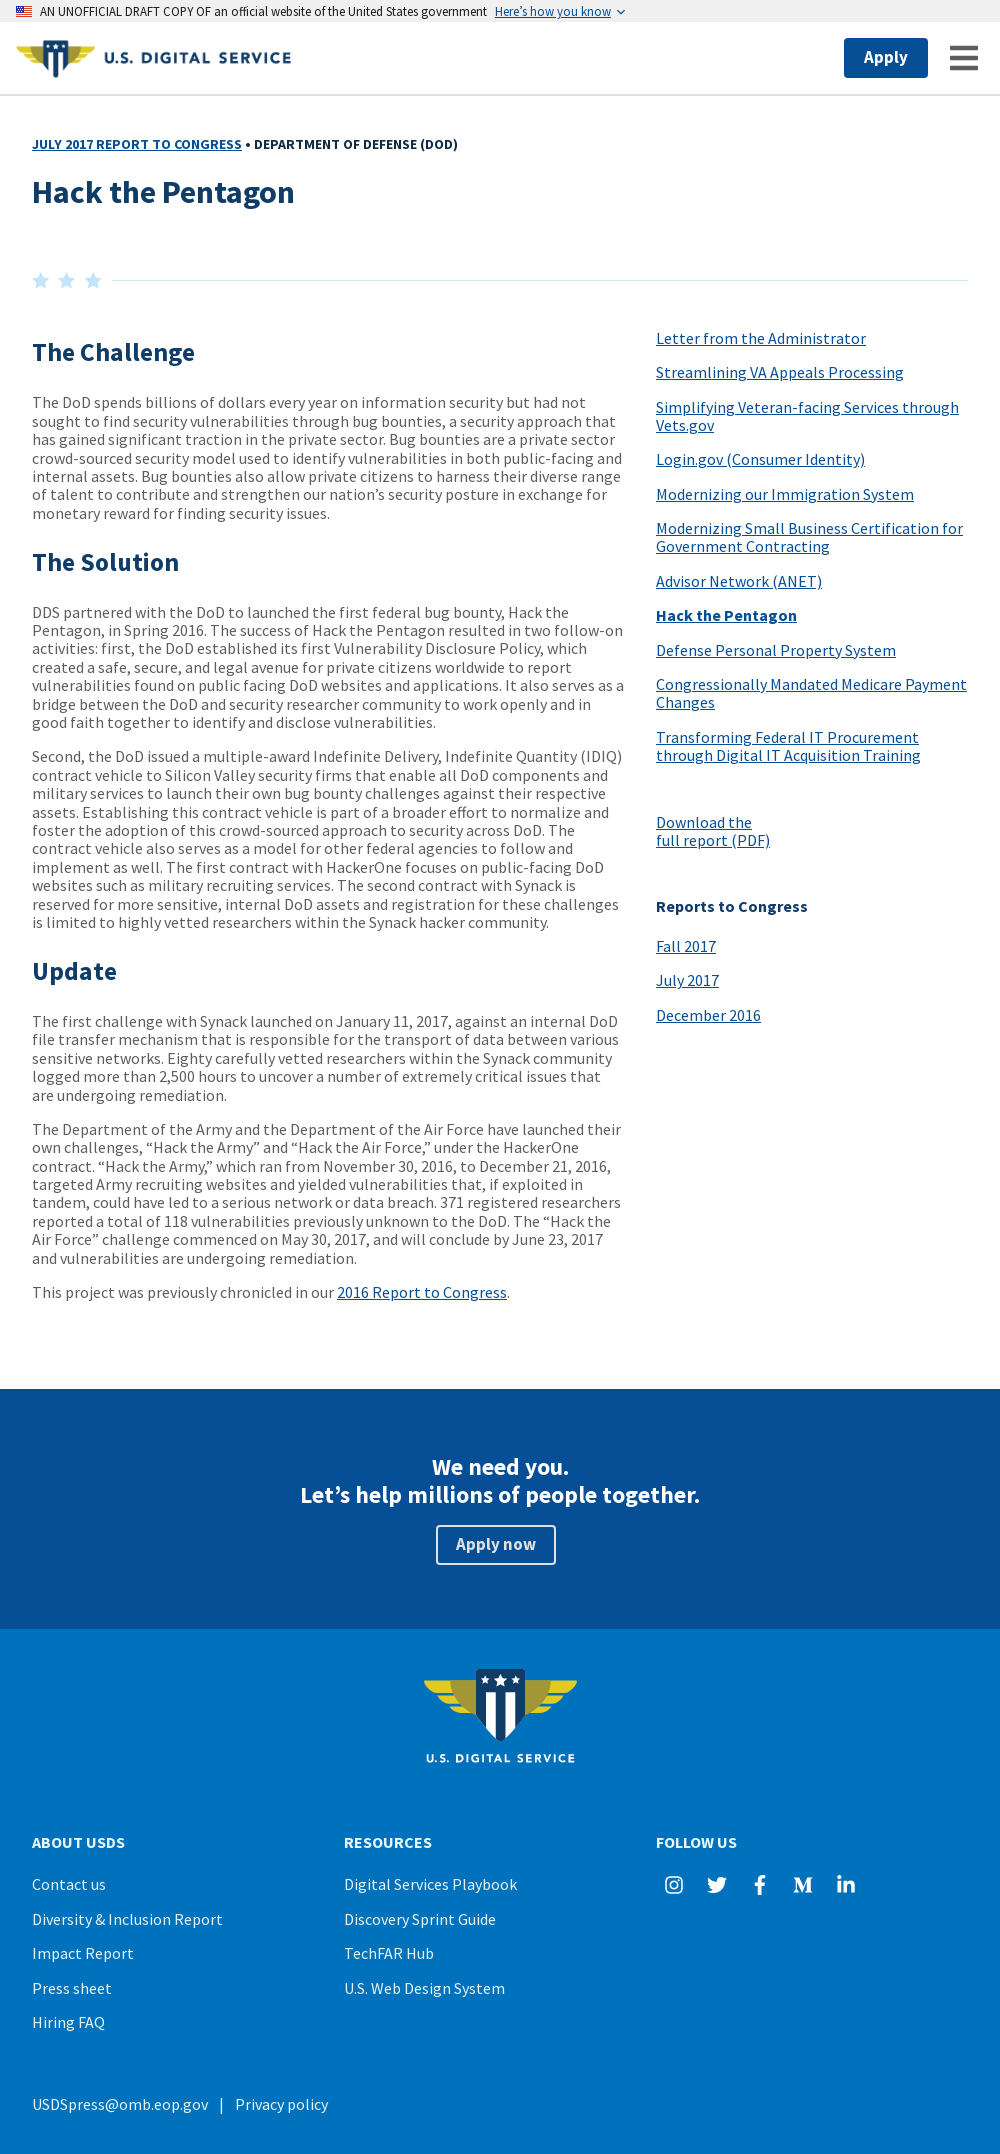 AN UNOFFICIAL DRAFT COPY OF an official website of the United States government Here’s how you know
U.S. DIGITAL SERVICE
Apply
JULY 2017 REPORT TO CONGRESS • DEPARTMENT OF DEFENSE (DOD)
Hack the Pentagon
The Challenge
The DoD spends billions of dollars every year on information security but had not
sought to find security vulnerabilities through bug bounties, a security approach that
has gained significant traction in the private sector. Bug bounties are a private sector
crowd-sourced security model used to identify vulnerabilities in both public-facing and
internal assets. Bug bounties also allow private citizens to harness their diverse range
of talent to contribute and strengthen our nation’s security posture in exchange for
monetary reward for finding security issues.
The Solution
DDS partnered with the DoD to launched the first federal bug bounty, Hack the
Pentagon, in Spring 2016. The success of Hack the Pentagon resulted in two follow-on
activities: first, the DoD established its first Vulnerability Disclosure Policy, which
created a safe, secure, and legal avenue for private citizens worldwide to report
vulnerabilities found on public facing DoD websites and applications. It also serves as a
bridge between the DoD and security researcher community to work openly and in
good faith together to identify and disclose vulnerabilities.
Second, the DoD issued a multiple-award Indefinite Delivery, Indefinite Quantity (IDIQ)
contract vehicle to Silicon Valley security firms that enable all DoD components and
military services to launch their own bug bounty challenges against their respective
assets. Establishing this contract vehicle is part of a broader effort to normalize and
foster the adoption of this crowd-sourced approach to security across DoD. The
contract vehicle also serves as a model for other federal agencies to follow and
implement as well. The first contract with HackerOne focuses on public-facing DoD
websites such as military recruiting services. The second contract with Synack is
reserved for more sensitive, internal DoD assets and registration for these challenges
is limited to highly vetted researchers within the Synack hacker community.
Update
The first challenge with Synack launched on January 11, 2017, against an internal DoD
file transfer mechanism that is responsible for the transport of data between various
sensitive networks. Eighty carefully vetted researchers within the Synack community
logged more than 2,500 hours to uncover a number of extremely critical issues that
are undergoing remediation.
The Department of the Army and the Department of the Air Force have launched their
own challenges, “Hack the Army” and “Hack the Air Force,” under the HackerOne
contract. “Hack the Army,” which ran from November 30, 2016, to December 21, 2016,
targeted Army recruiting websites and yielded vulnerabilities that, if exploited in
tandem, could have led to a serious network or data breach. 371 registered researchers
reported a total of 118 vulnerabilities previously unknown to the DoD. The “Hack the
Air Force” challenge commenced on May 30, 2017, and will conclude by June 23, 2017
and vulnerabilities are undergoing remediation.
This project was previously chronicled in our 2016 Report to Congress.
Letter from the Administrator
Streamlining VA Appeals Processing
Simplifying Veteran-facing Services through
Vets.gov
Login.gov (Consumer Identity)
Modernizing our Immigration System
Modernizing Small Business Certification for
Government Contracting
Advisor Network (ANET)
Hack the Pentagon
Defense Personal Property System
Congressionally Mandated Medicare Payment
Changes
Transforming Federal IT Procurement
through Digital IT Acquisition Training
Download the
full report (PDF)
Reports to Congress
Fall 2017
July 2017
December 2016
We need you.
Let’s help millions of people together.
Apply now
U.S. DIGITAL SERVICE
ABOUT USDS
Contact us
Diversity & Inclusion Report
Impact Report
Press sheet
Hiring FAQ
RESOURCES
Digital Services Playbook
Discovery Sprint Guide
TechFAR Hub
U.S. Web Design System
FOLLOW US
USDSpress@omb.eop.gov | Privacy policy